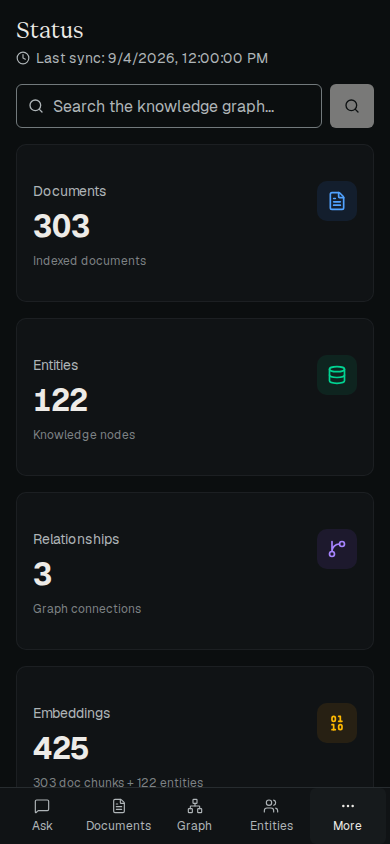 Status
Last sync: 9/4/2026, 12:00:00 PM
Search the knowledge graph...
Documents
303
Indexed documents
Entities
122
Knowledge nodes
Relationships
3
Graph connections
Embeddings
01
10
425
303 doc chunks + 122 entities
Ask
Documents
Graph
Entities
More